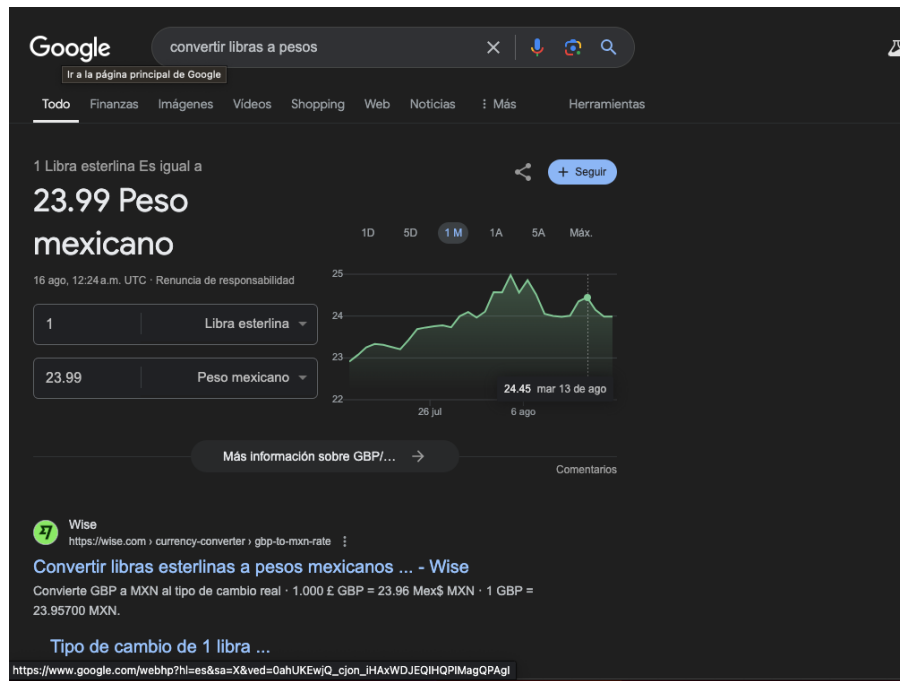 Google
convertir libras a pesos
Ir a la página principal de Google
Todo Finanzas Imágenes Vídeos Shopping Web Noticias Más Herramientas
1 Libra esterlina Es igual a
Seguir
23.99 Peso
mexicano
16 ago, 12:24 a.m. UTC · Renuncia de responsabilidad
1 Libra esterlina
23.99 Peso mexicano
1D 5D 1 M 1A 5A Máx.
25
24
23
22
24.45 mar 13 de ago
26 jul 6 ago
Más información sobre GBP/...
Comentarios
Wise
https://wise.com › currency-converter › gbp-to-mxn-rate
Convertir libras esterlinas a pesos mexicanos ... - Wise
Convierte GBP a MXN al tipo de cambio real · 1.000 £ GBP = 23.96 Mex$ MXN · 1 GBP =
23.95700 MXN.
Tipo de cambio de 1 libra ...
https://www.google.com/webhp?hl=es&sa=X&ved=0ahUKEwjQ_cjon_iHAxWDJEQIHQPIMagQPAgI